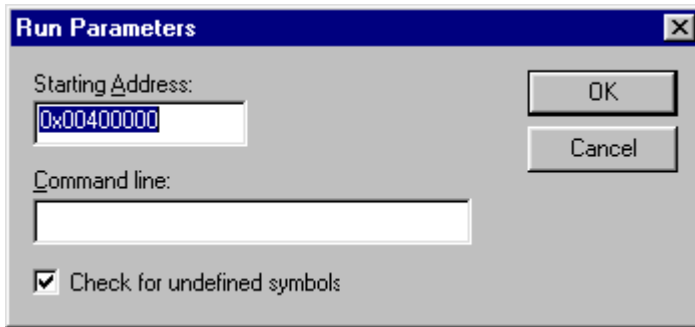 Run Parameters
Starting Address:
0x00400000
OK
Cancel
Command line:
Check for undefined symbols